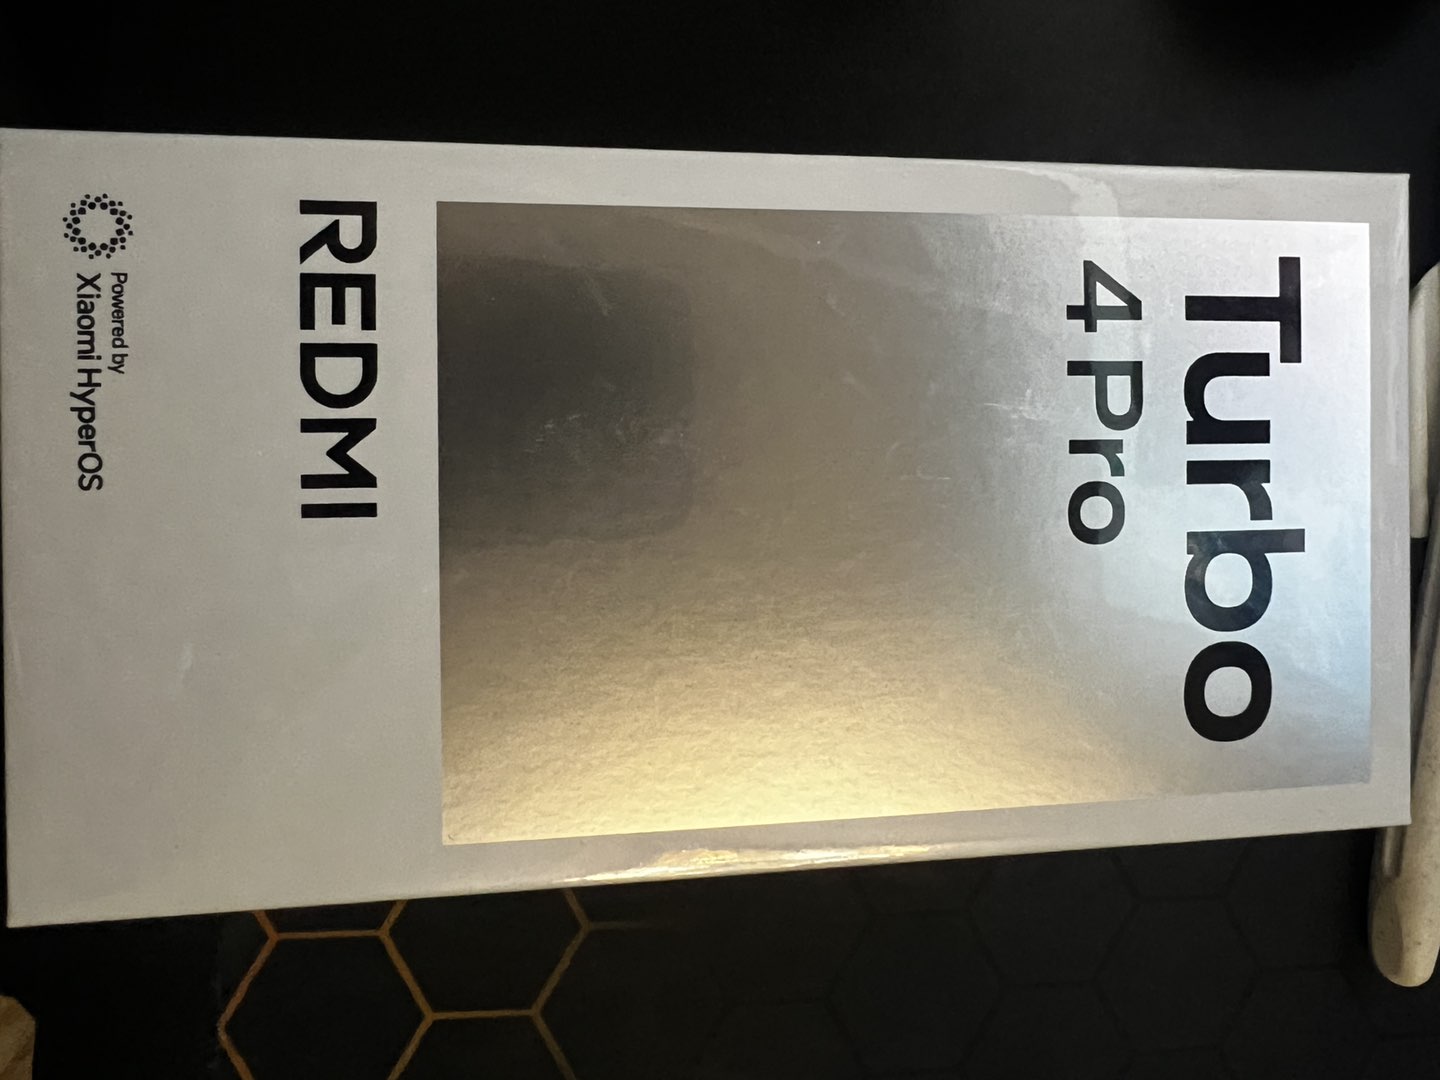 Turbo
4 Pro
REDMI
Powered by
Xiaomi HyperOS